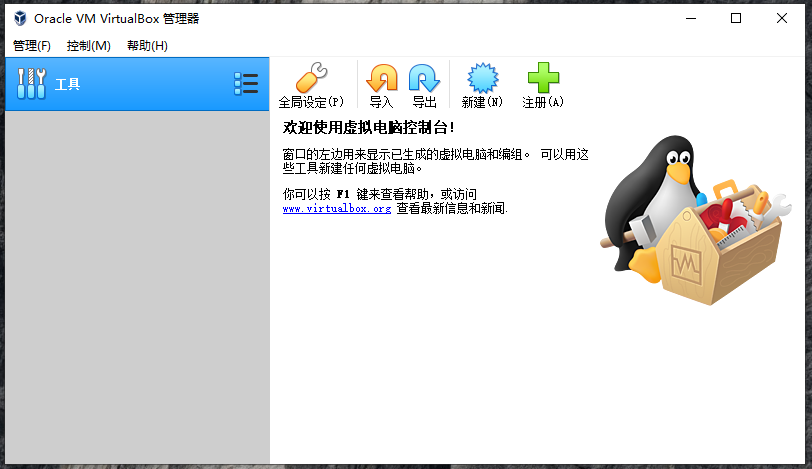 Oracle VM VirtualBox 管理器
管理(F) 控制(M) 帮助(H)
工具
全局设定(P) 导入 导出 新建(N) 注册(A)
欢迎使用虚拟电脑控制台!
窗口的左边用来显示已生成的虚拟电脑和编组。 可以用这
些工具新建任何虚拟电脑。
你可以按 F1 键来查看帮助，或访问
www.virtualbox.org 查看最新信息和新闻.